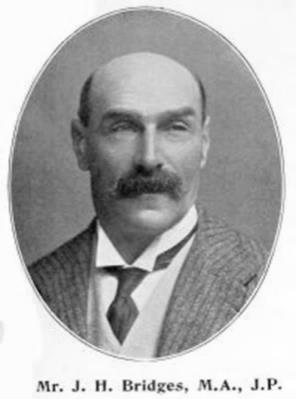 Mr. J. H. Bridges, M.A., J.P.